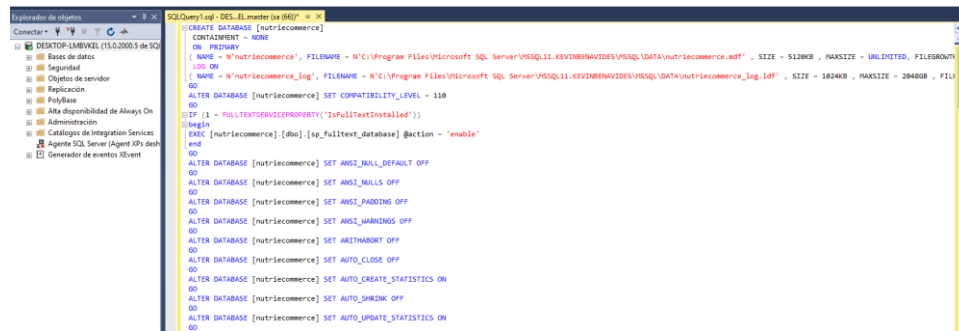 Explorador de objetos
Conectar
DESKTOP-LMBVKEL (15.0.2000.5 de SQL
Bases de datos
Seguridad
Objetos de servidor
Replicación
PolyBase
Alta disponibilidad de Always On
Administración
Catálogos de Integration Services
Agente SQL Server (Agent XPs desh
Generador de eventos XEvent
SQLQuery1.sql - DES...EL.master (sa (66))*
CREATE DATABASE [nutriecommerce]
CONTAINMENT = NONE
ON PRIMARY
( NAME = N'nutriecommerce', FILENAME = N'C:\Program Files\Microsoft SQL Server\MSSQL11.KEVINBENAVIDES\MSSQL\DATA\nutriecommerce.mdf' , SIZE = 5120KB , MAXSIZE = UNLIMITED, FILEGROWTH
LOG ON
( NAME = N'nutriecommerce_log', FILENAME = N'C:\Program Files\Microsoft SQL Server\MSSQL11.KEVINBENAVIDES\MSSQL\DATA\nutriecommerce_log.ldf' , SIZE = 1024KB , MAXSIZE = 2048GB , FILE
GO
ALTER DATABASE [nutriecommerce] SET COMPATIBILITY_LEVEL = 110
GO
IF (1 = FULLTEXTSERVICEPROPERTY('IsFullTextInstalled'))
begin
EXEC [nutriecommerce].[dbo].[sp_fulltext_database] @action = 'enable'
end
GO
ALTER DATABASE [nutriecommerce] SET ANSI_NULL_DEFAULT OFF
GO
ALTER DATABASE [nutriecommerce] SET ANSI_NULLS OFF
GO
ALTER DATABASE [nutriecommerce] SET ANSI_PADDING OFF
GO
ALTER DATABASE [nutriecommerce] SET ANSI_WARNINGS OFF
GO
ALTER DATABASE [nutriecommerce] SET ARITHABORT OFF
GO
ALTER DATABASE [nutriecommerce] SET AUTO_CLOSE OFF
GO
ALTER DATABASE [nutriecommerce] SET AUTO_CREATE_STATISTICS ON
GO
ALTER DATABASE [nutriecommerce] SET AUTO_SHRINK OFF
GO
ALTER DATABASE [nutriecommerce] SET AUTO_UPDATE_STATISTICS ON
GO